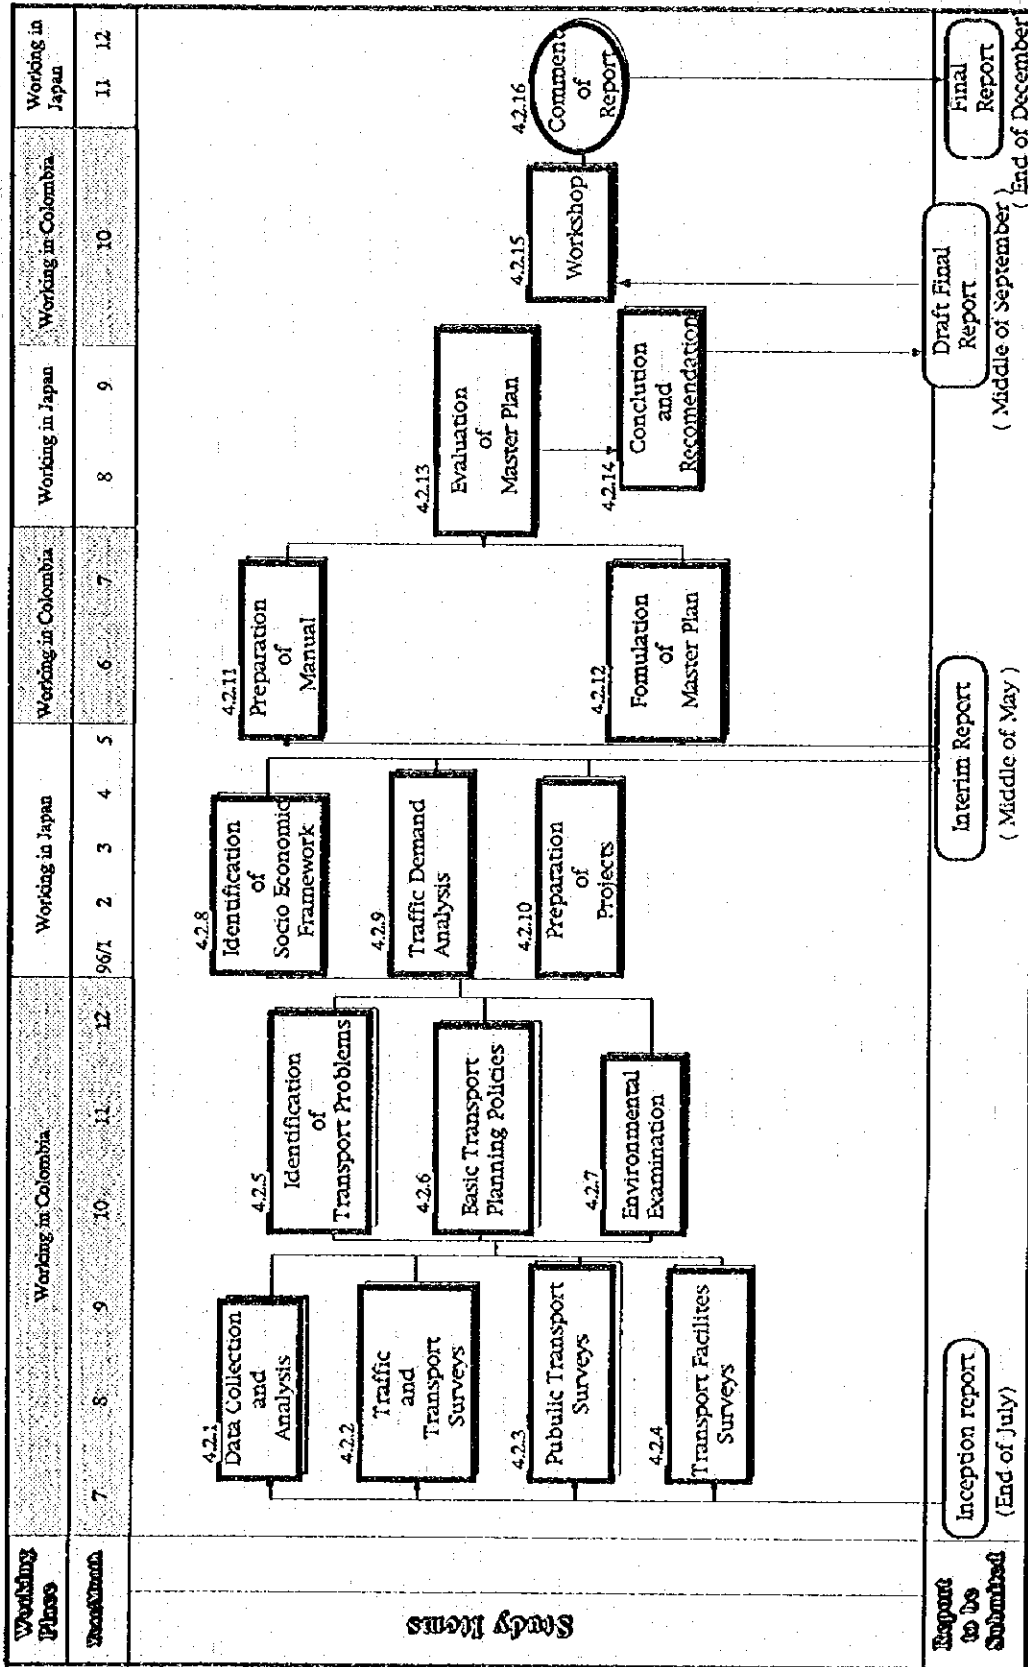 Working Place
Working in Colombia
Working in Japan
Working in Colombia
Working in Japan
Working in Colombia
Working in Japan
7 8 9 10 11 12 96/1 2 3 4 5 6 7 8 9 10 11 12
Study Items
4.2.1
Data Collection
and
Analysis
4.2.2
Traffic
and
Transport
Surveys
4.2.3
Pubulic Transport
Surveys
4.2.4
Transport Facilites
Surveys
4.2.5
Identification
of
Transport Problems
4.2.6
Basic Transport
Planning Policies
4.2.7
Environmental
Examination
4.2.8
Identification
of
Socio Economic
Framework
4.2.9
Traffic Demand
Analysis
4.2.10
Preparation
of
Projects
4.2.11
Preparation
of
Manual
4.2.12
Fomulation
of
Master Plan
4.2.13
Evaluation
of
Master Plan
4.2.14
Conclution
and
Recomendation
4.2.15
Workshop
4.2.16
Comment
of
Report
Report
to be
Submitted
Inception report
(End of July)
Interim Report
( Middle of May )
Draft Final
Report
( Middle of September )
Final
Report
( End of December